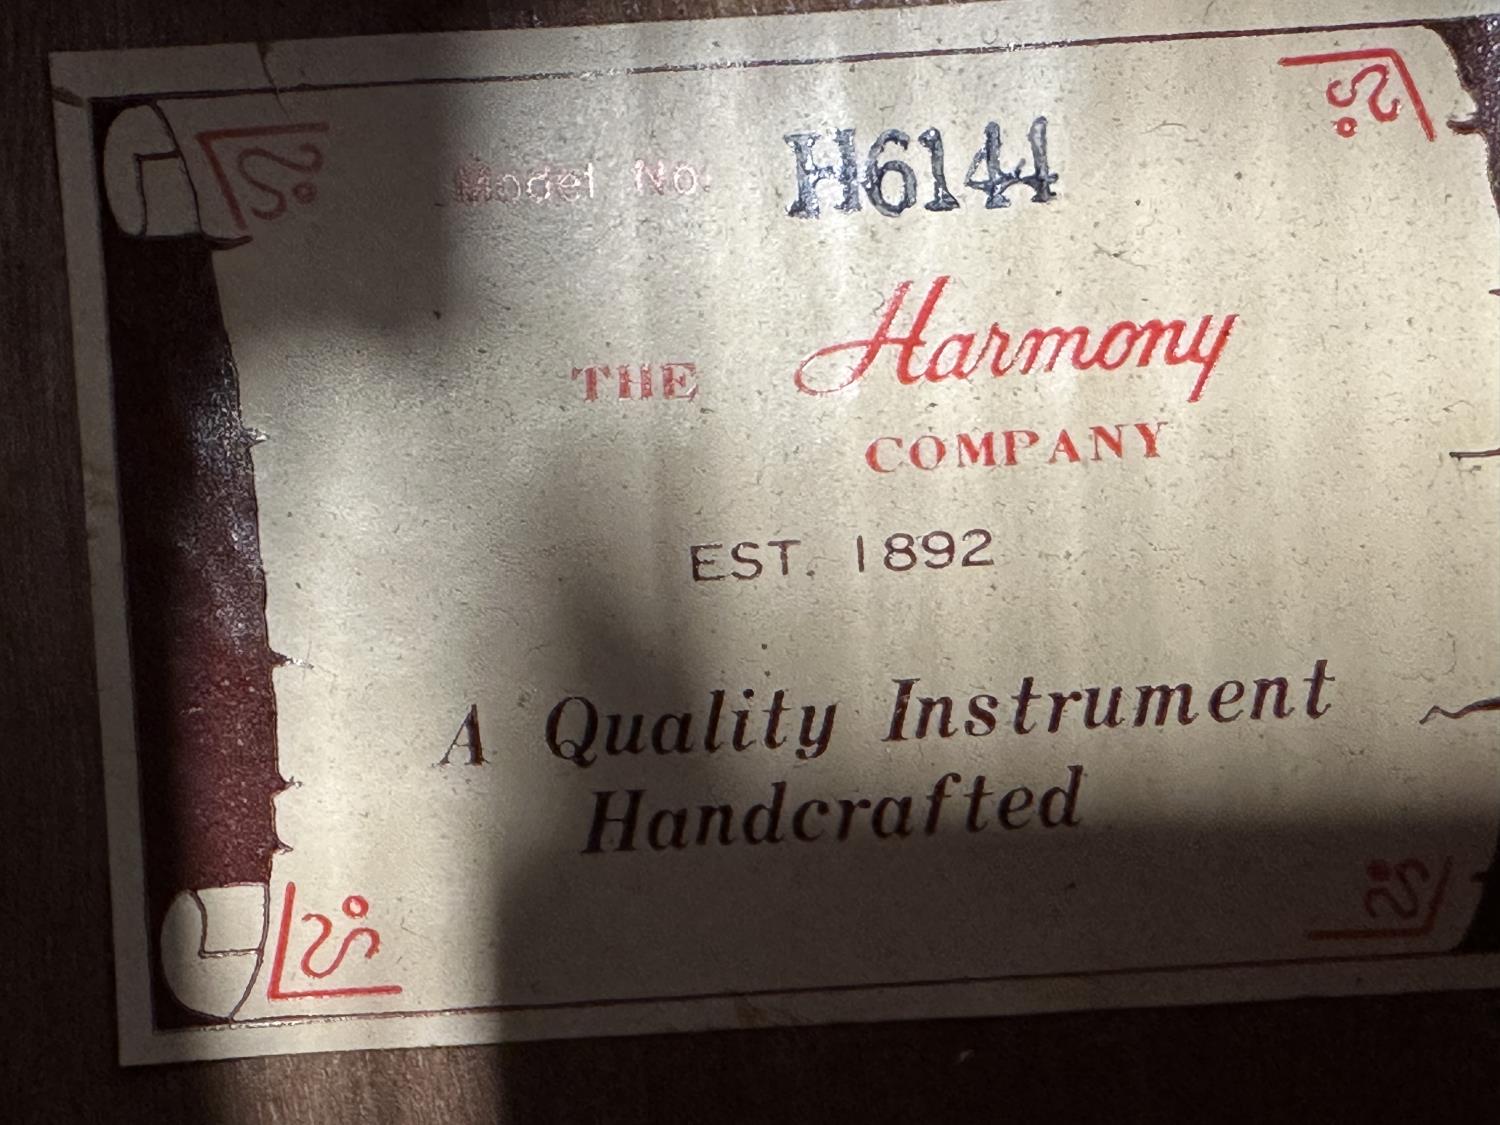 Model No. H6144
THE Harmony
COMPANY
EST. 1892
A Quality Instrument
Handcrafted